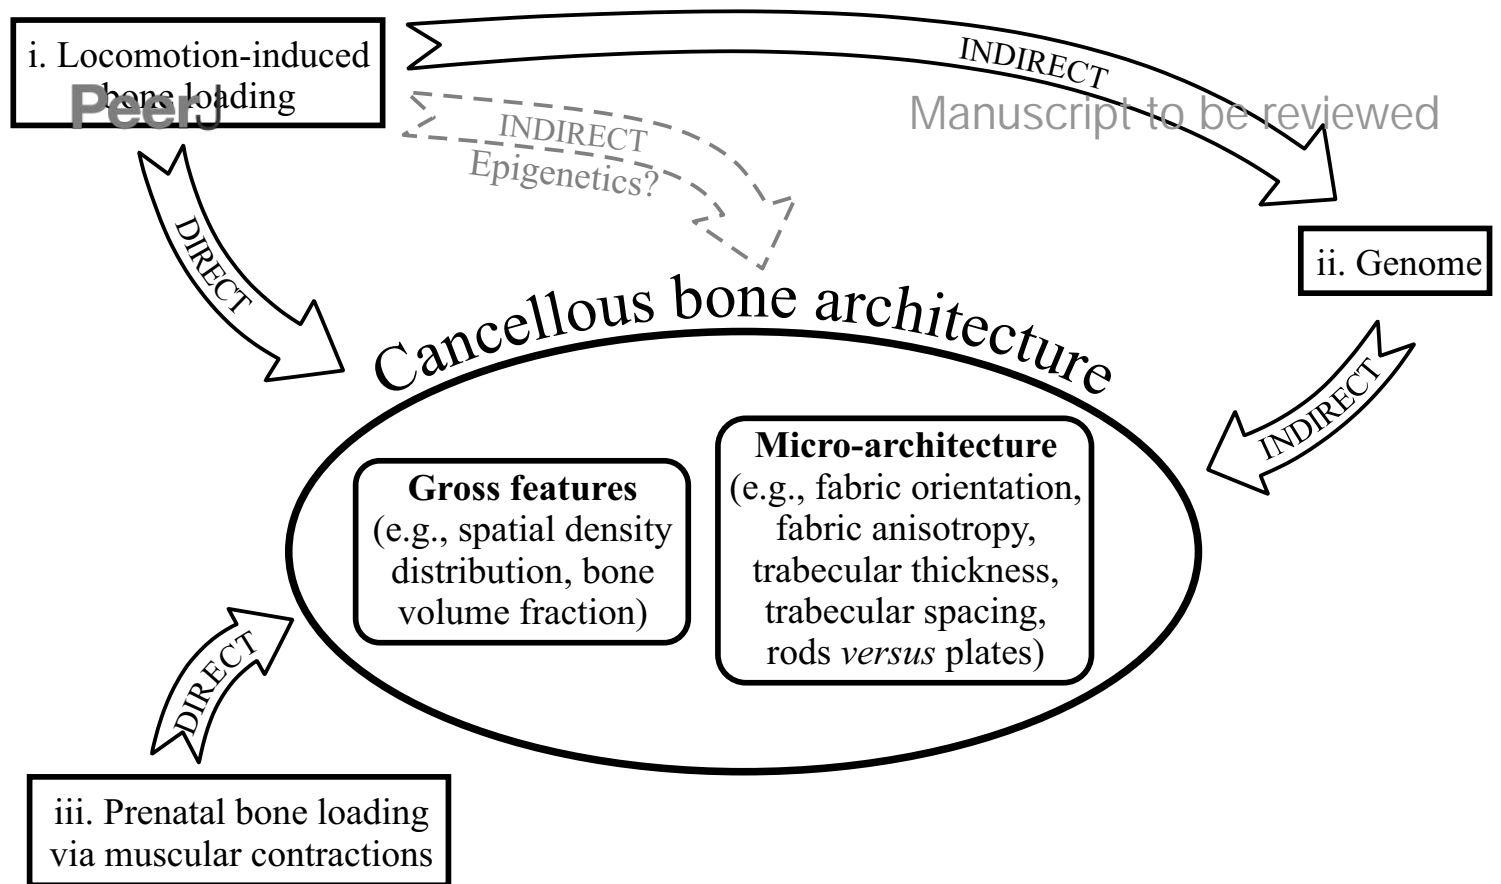 i. Locomotion-induced
bone loading
PeerJ
INDIRECT
Manuscript to be reviewed
INDIRECT
Epigenetics?
DIRECT
ii. Genome
Cancellous bone architecture
INDIRECT
Gross features
(e.g., spatial density
distribution, bone
volume fraction)
Micro-architecture
(e.g., fabric orientation,
fabric anisotropy,
trabecular thickness,
trabecular spacing,
rods versus plates)
DIRECT
iii. Prenatal bone loading
via muscular contractions